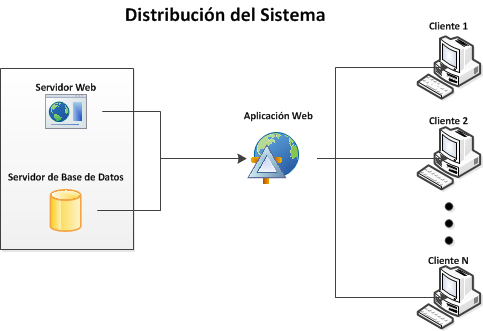 Distribución del Sistema
Cliente 1
Servidor Web
Aplicación Web
Cliente 2
Servidor de Base de Datos
Cliente N